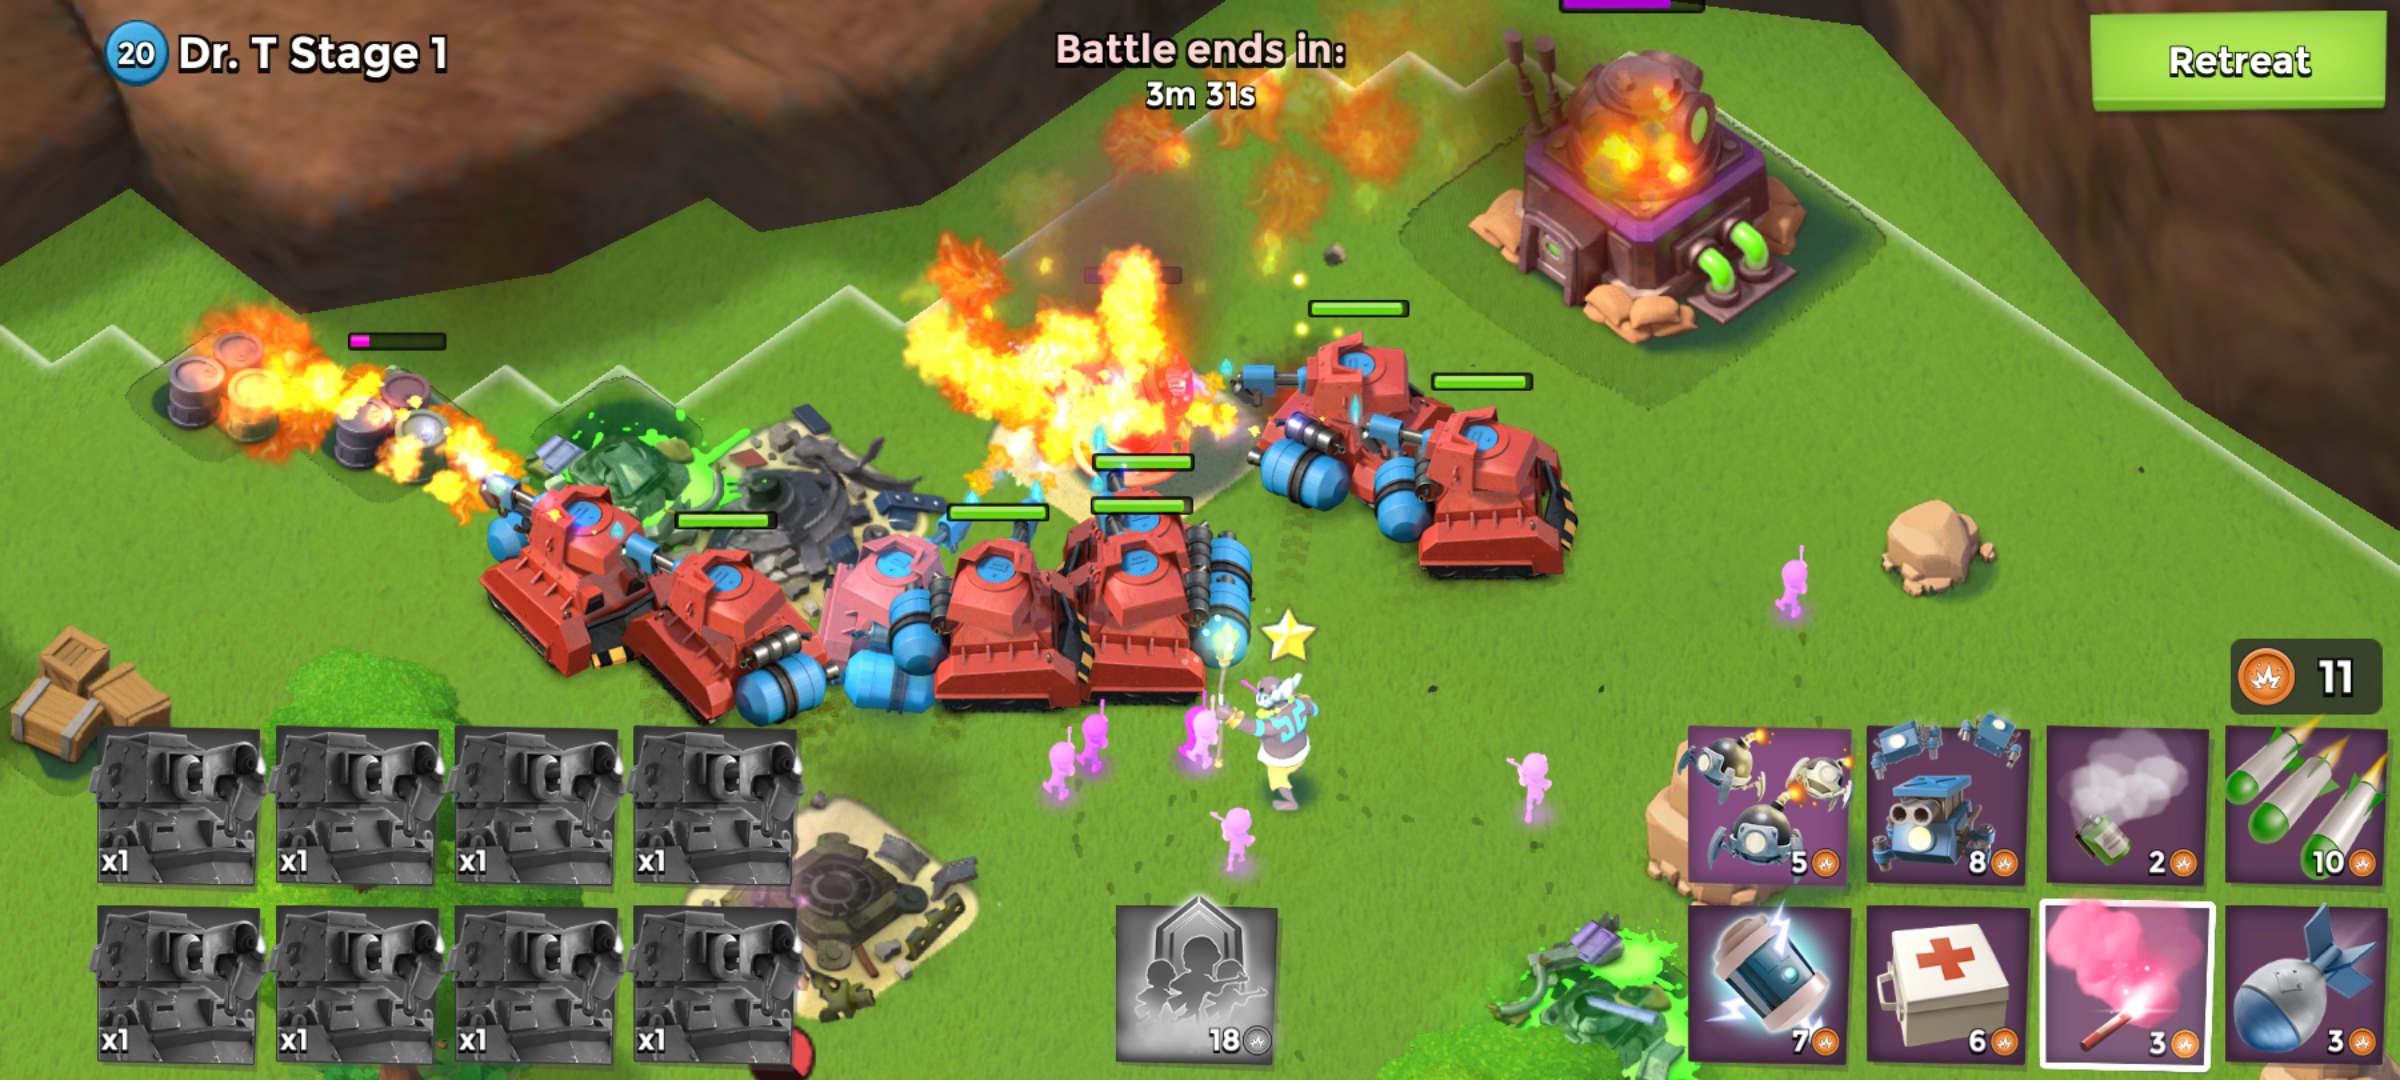 20 Dr. T Stage 1
Battle ends in:
3m 31s
Retreat
11
x1 x1 x1 x1
5 8 2 10
x1 x1 x1 x1
18
7 6 3 3